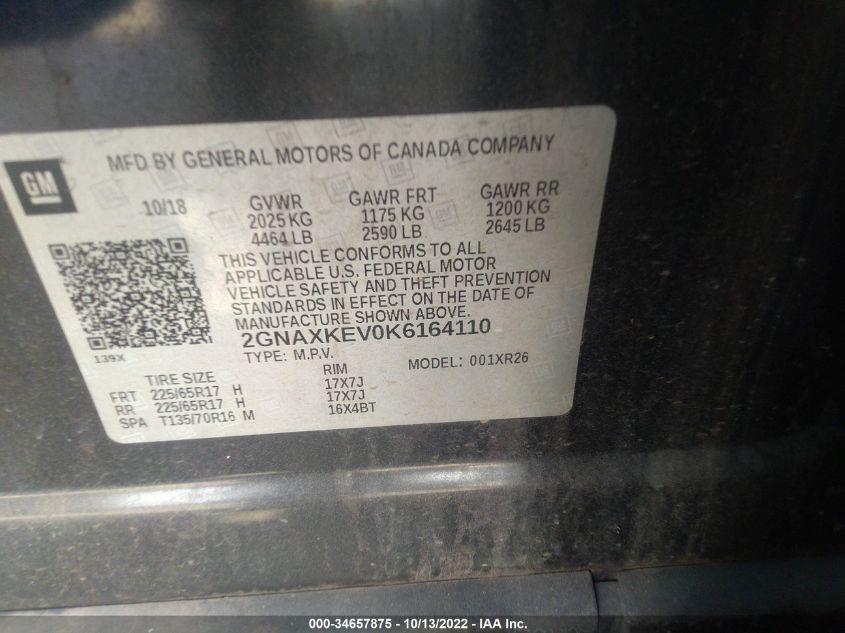 MFD BY GENERAL MOTORS OF CANADA COMPANY
GM
10/18 GVWR GAWR FRT GAWR RR
2025 KG 1175 KG 1200 KG
4464 LB 2590 LB 2645 LB
THIS VEHICLE CONFORMS TO ALL
APPLICABLE U.S. FEDERAL MOTOR
VEHICLE SAFETY AND THEFT PREVENTION
STANDARDS IN EFFECT ON THE DATE OF
MANUFACTURE SHOWN ABOVE.
2GNAXKEV0K6164110
139X
TYPE: M.P.V. MODEL: 001XR26
TIRE SIZE RIM
FRT 225/65R17 H 17X7J
RR 225/65R17 H 17X7J
SPA T135/70R16 M 16X4BT
000-34657875 - 10/13/2022 - IAA Inc.